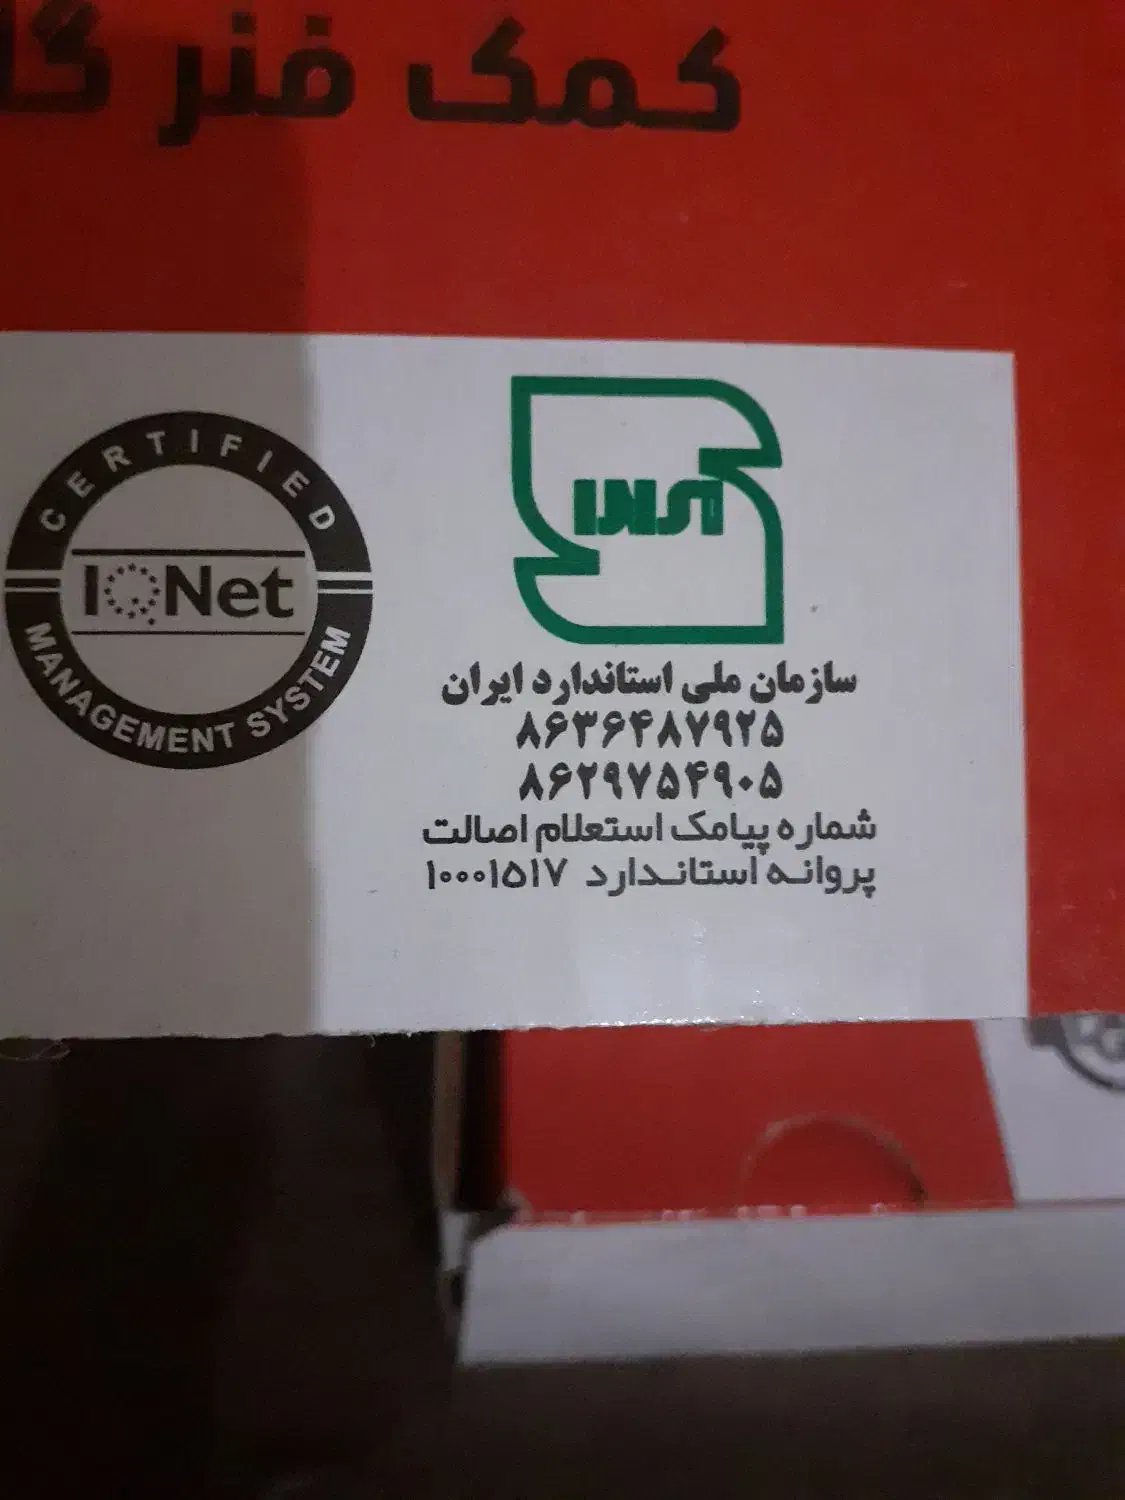 کمک فنر
CERTIFIED
IQNet
MANAGEMENT SYSTEM
سازمان ملی استاندارد ایران
۸۶۳۶۴۸۷۹۲۵
۸۶۲۹۷۵۴۹۰۵
شماره پیامک استعلام اصالت
پروانه استاندارد ۱۰۰۰۱۵۱۷